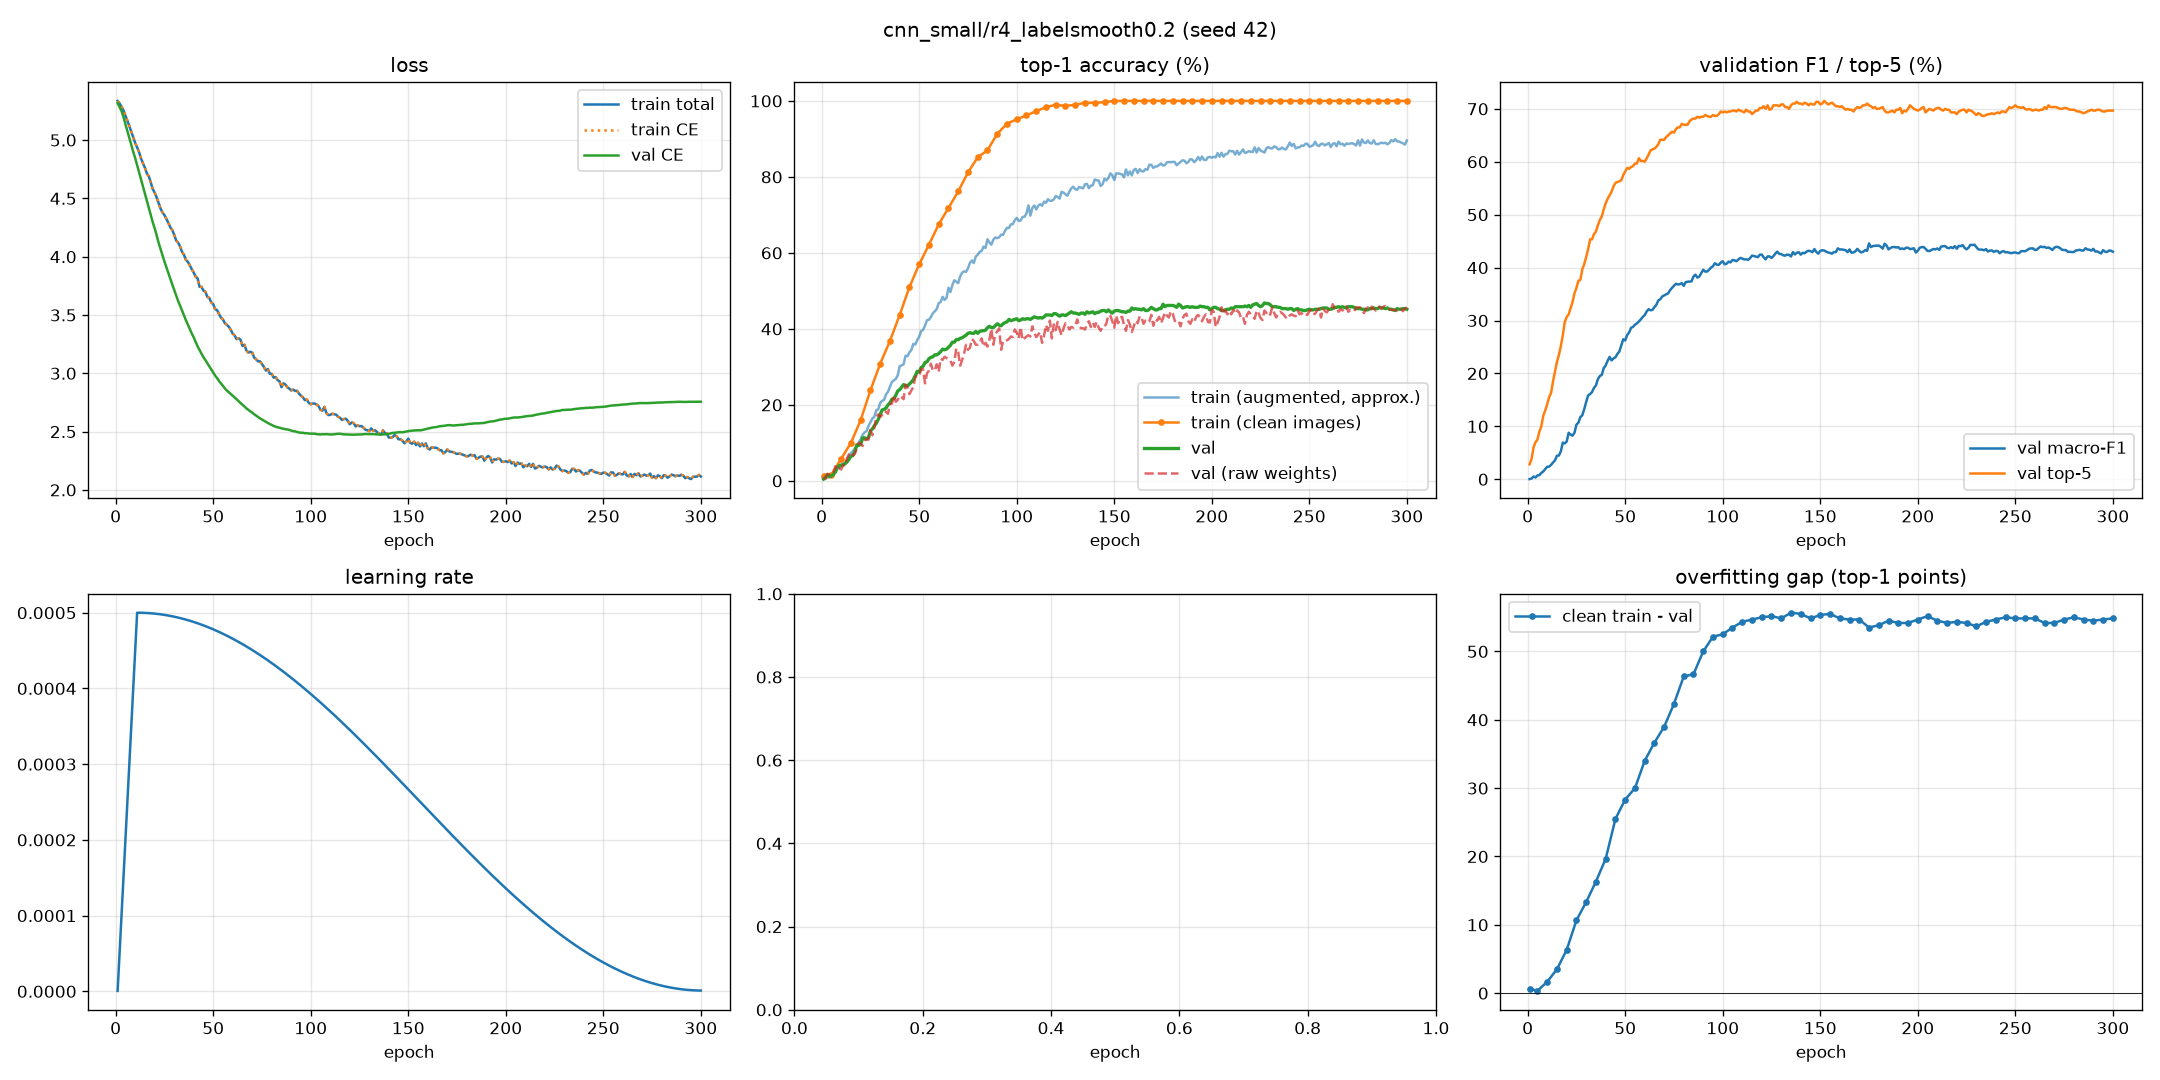 cnn_small/r4_labelsmooth0.2 (seed 42)
loss
train total
train CE
val CE
5.0
4.5
4.0
3.5
3.0
2.5
2.0
0 50 100 150 200 250 300
epoch
top-1 accuracy (%)
100
80
60
40
20
0
train (augmented, approx.)
train (clean images)
val
val (raw weights)
0 50 100 150 200 250 300
epoch
validation F1 / top-5 (%)
70
60
50
40
30
20
10
0
val macro-F1
val top-5
0 50 100 150 200 250 300
epoch
learning rate
0.0005
0.0004
0.0003
0.0002
0.0001
0.0000
0 50 100 150 200 250 300
epoch
1.0
0.8
0.6
0.4
0.2
0.0
0.0 0.2 0.4 0.6 0.8 1.0
epoch
overfitting gap (top-1 points)
clean train - val
50
40
30
20
10
0
0 50 100 150 200 250 300
epoch